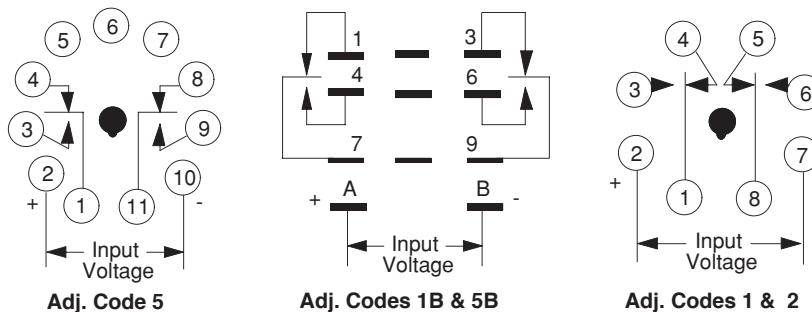 6
5
7
4
8
3
9
2
10
1
11
+
-
Input
Voltage
Adj. Code 5
1
3
4
6
7
9
A
B
+
-
Input
Voltage
Adj. Codes 1B & 5B
4
5
3
6
2
7
1
8
+
-
Input
Voltage
Adj. Codes 1 & 2